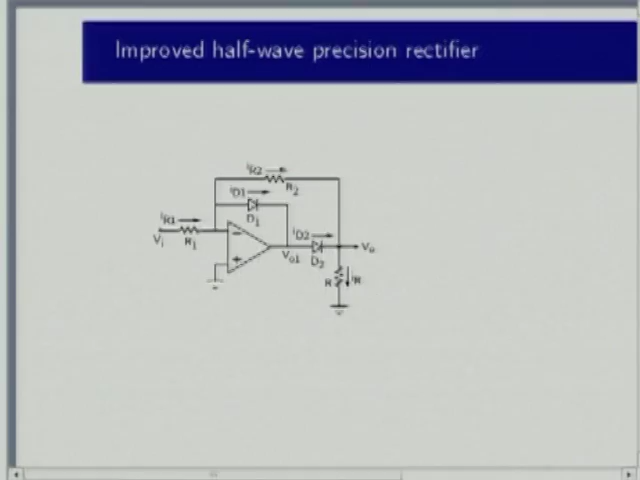 Improved half-wave precision rectifier
iR2
R2
iD1
D1
iR1
Vi
R1
iD2
Vo1
D2
Vo
R
iR